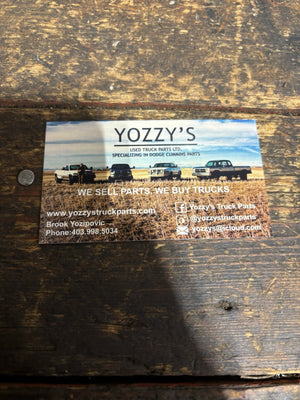 YOZZY'S
USED TRUCK PARTS LTD.
SPECIALIZING IN DODGE CUMMINS PARTS
WE SELL PARTS. WE BUY TRUCKS.
www.yozzystruckparts.com
Brook Yozipovic
Phone:403.998.5034
Yozzy's Truck Parts
@yozzystruckparts
yozzys@icloud.com